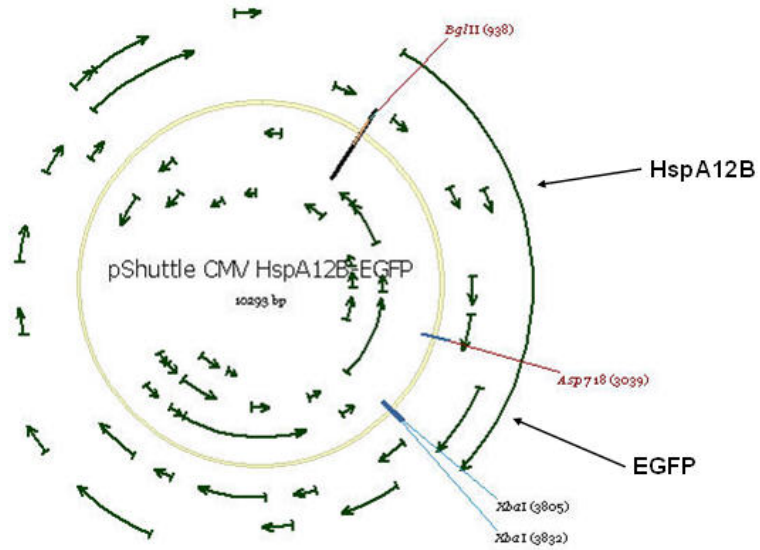 BglII (938)
HspA12B
pShuttle CMV HspA12B-EGFP
10293 bp
Asp718 (3039)
EGFP
XbaI (3805)
XbaI (3832)